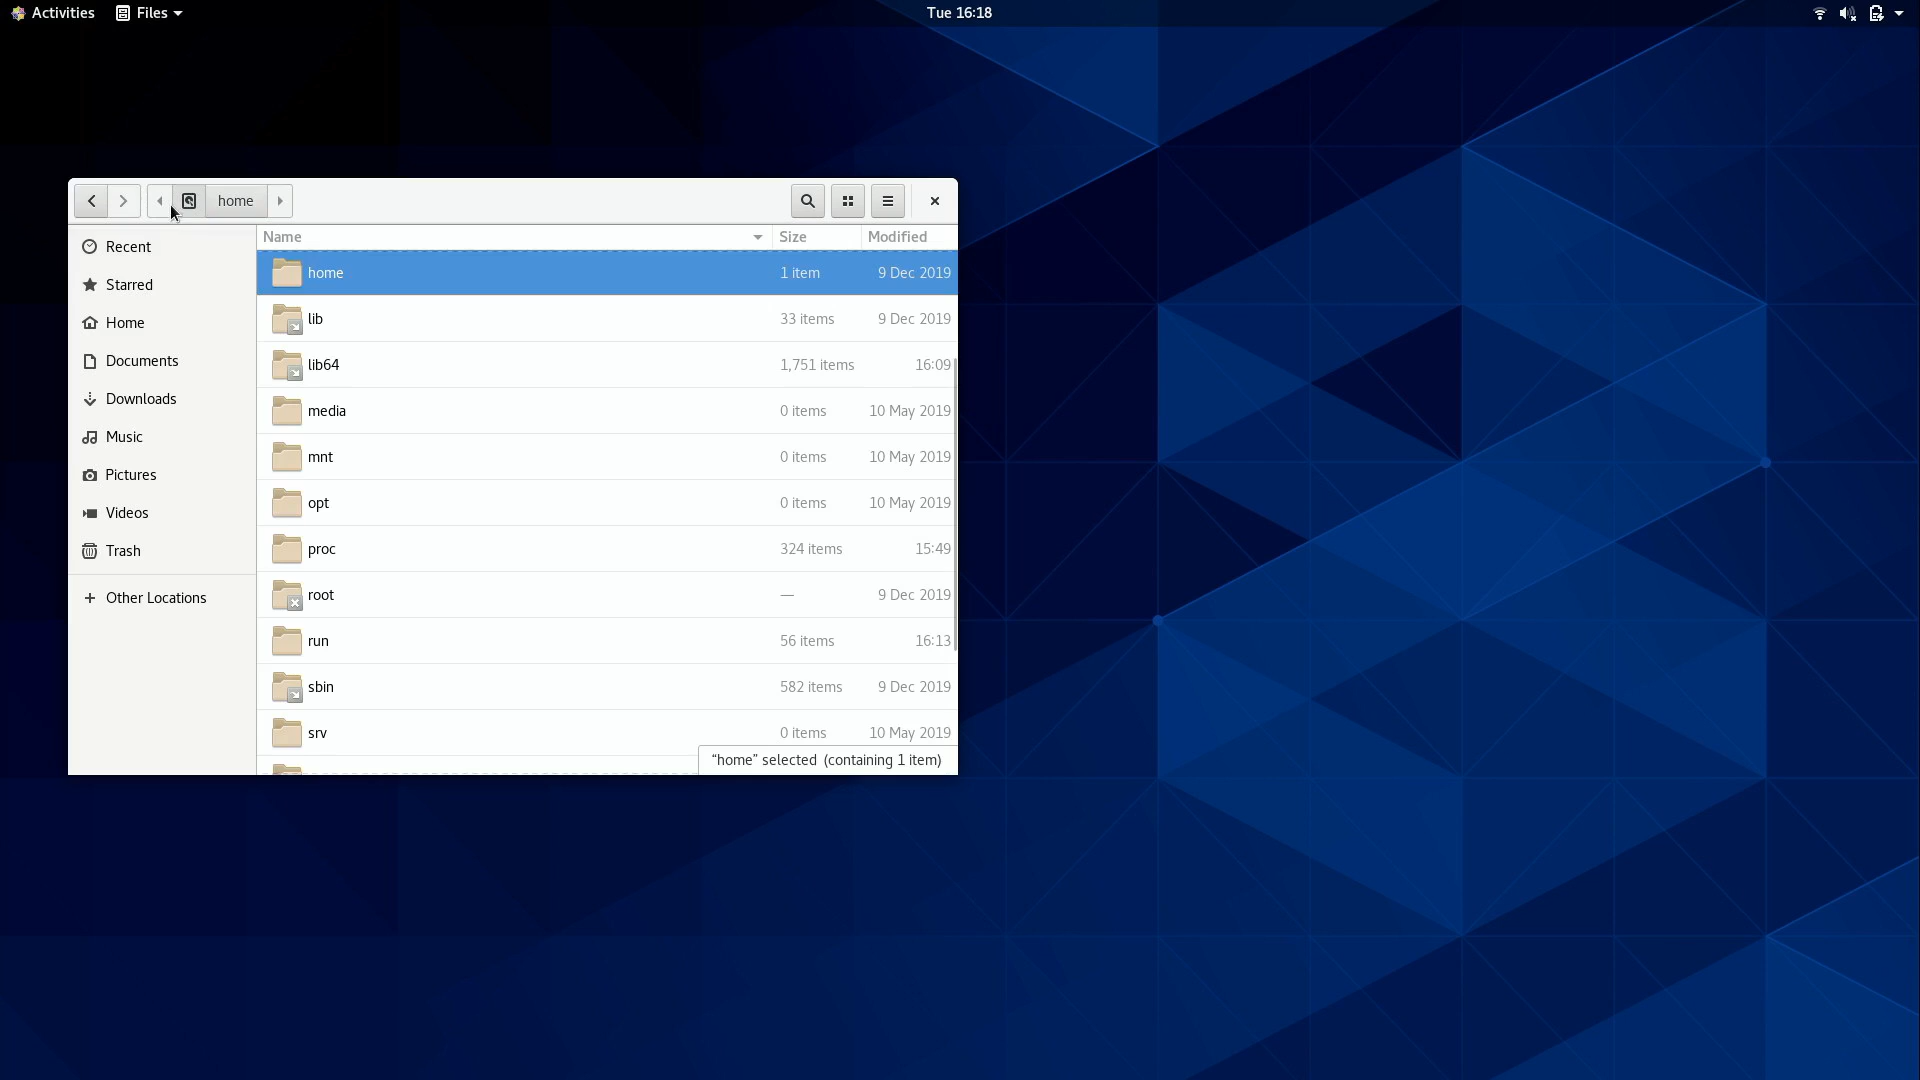 Activities Files Tue 16:18
home
Name Size Modified
Recent
Starred
Home
Documents
Downloads
Music
Pictures
Videos
Trash
Other Locations
home 1 item 9 Dec 2019
lib 33 items 9 Dec 2019
lib64 1,751 items 16:09
media 0 items 10 May 2019
mnt 0 items 10 May 2019
opt 0 items 10 May 2019
proc 324 items 15:49
root — 9 Dec 2019
run 56 items 16:13
sbin 582 items 9 Dec 2019
srv 0 items 10 May 2019
“home” selected (containing 1 item)